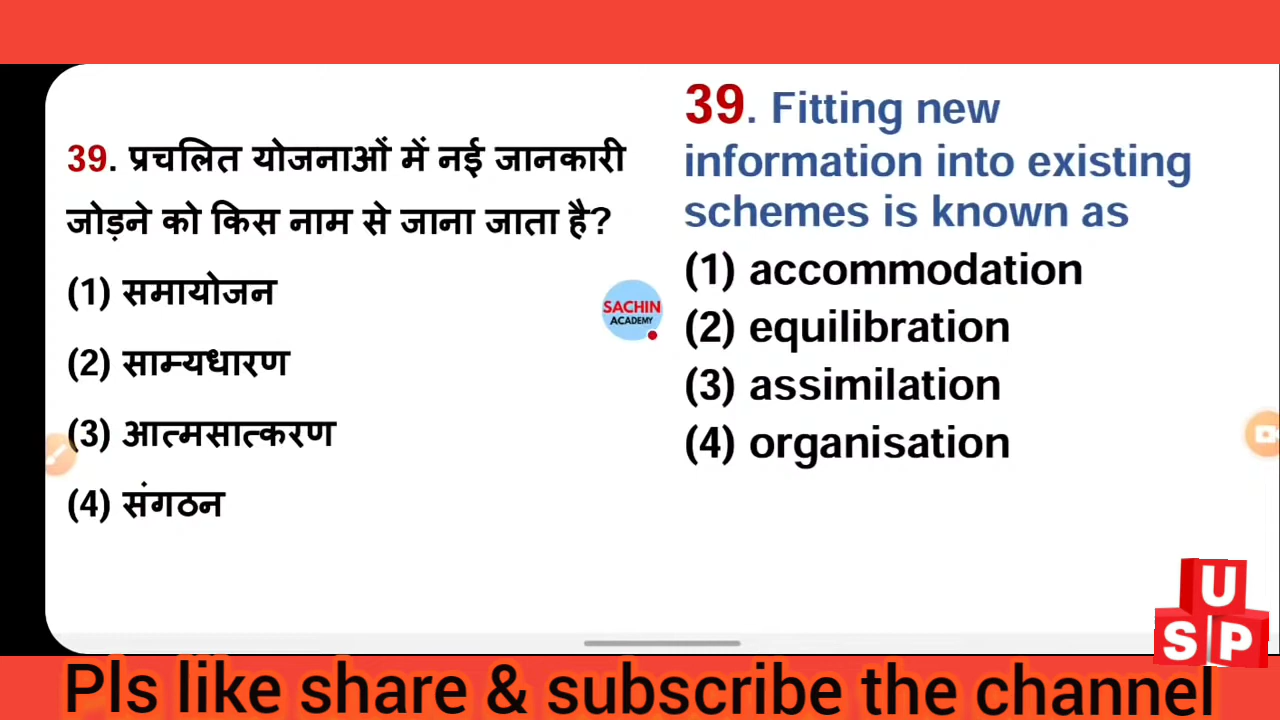 39. प्रचलित योजनाओं में नई जानकारी
जोड़ने को किस नाम से जाना जाता है?
(1) समायोजन
(2) साम्यधारण
(3) आत्मसात्करण
(4) संगठन
39. Fitting new
information into existing
schemes is known as
(1) accommodation
(2) equilibration
(3) assimilation
(4) organisation
SACHIN
ACADEMY
U
S P
Pls like share & subscribe the channel